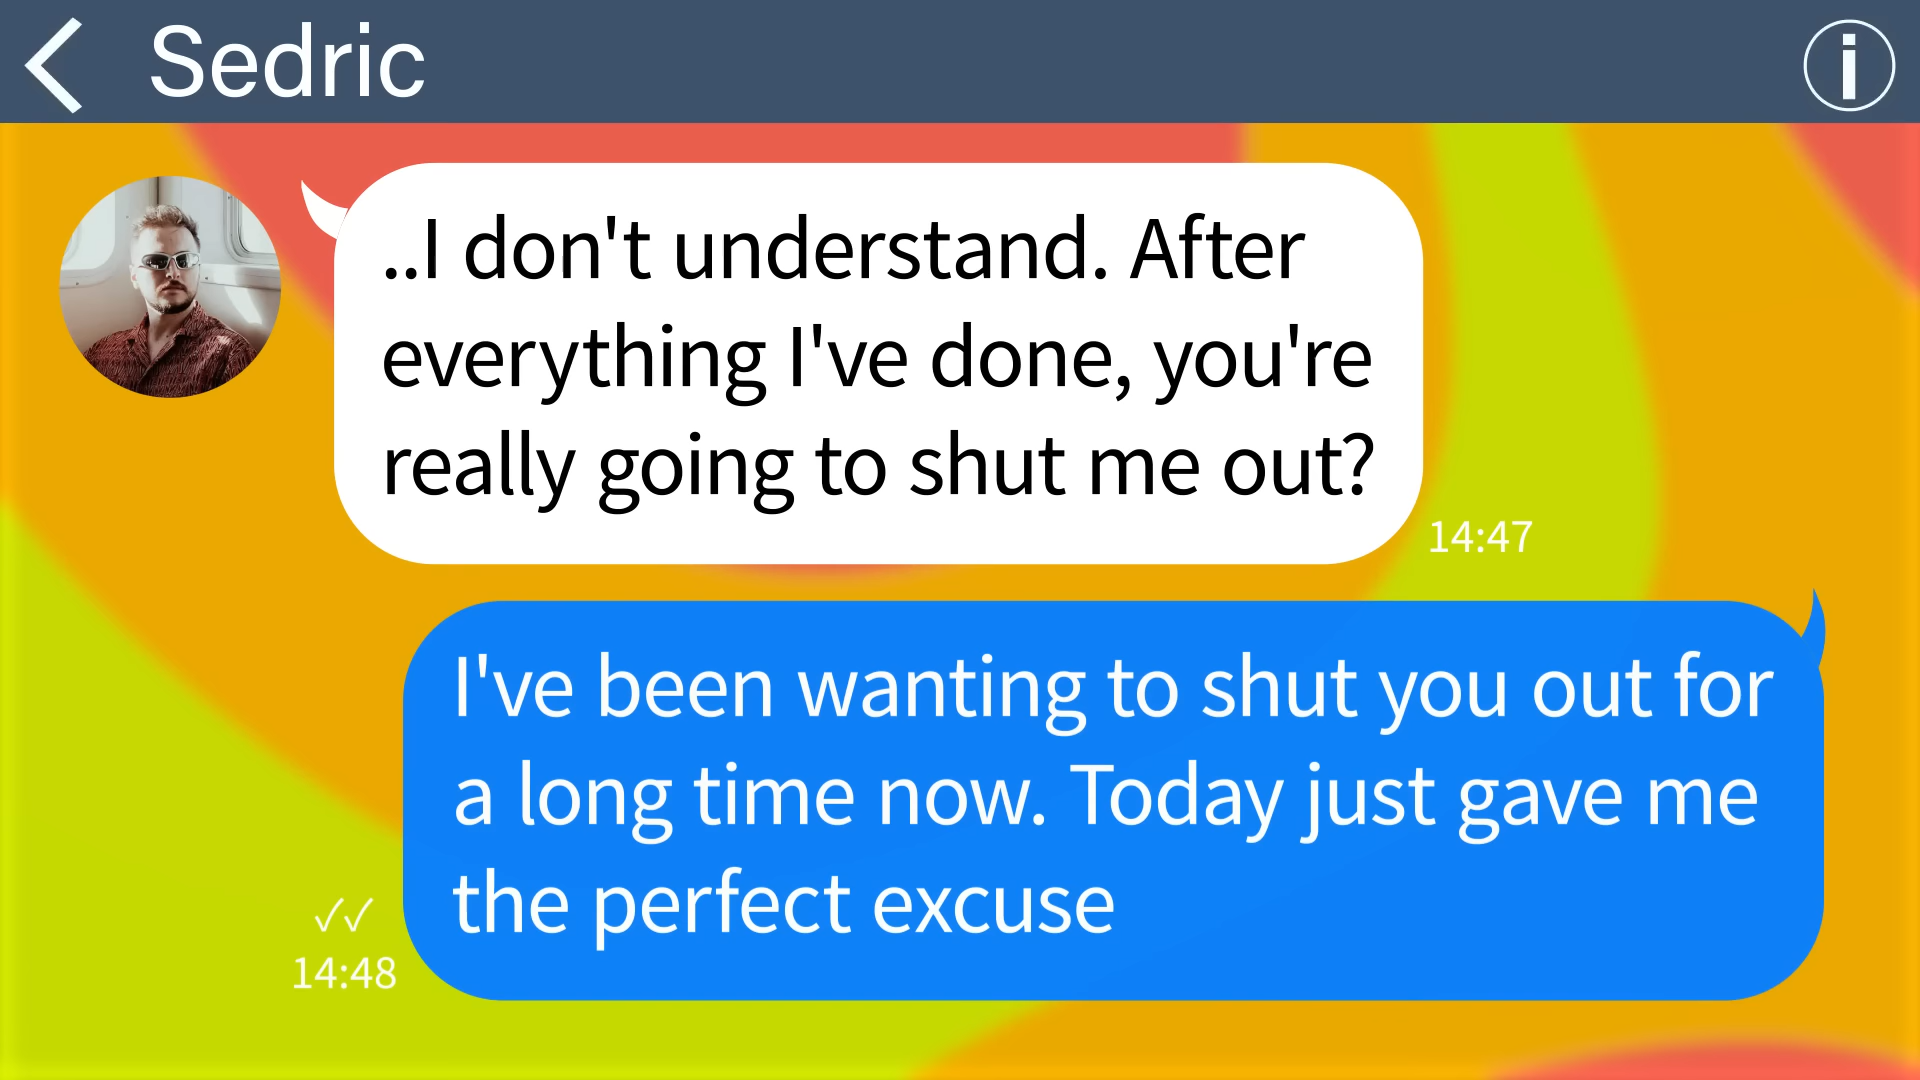 Sedric
..I don't understand. After
everything I've done, you're
really going to shut me out?
14:47
I've been wanting to shut you out for
a long time now. Today just gave me
the perfect excuse
14:48